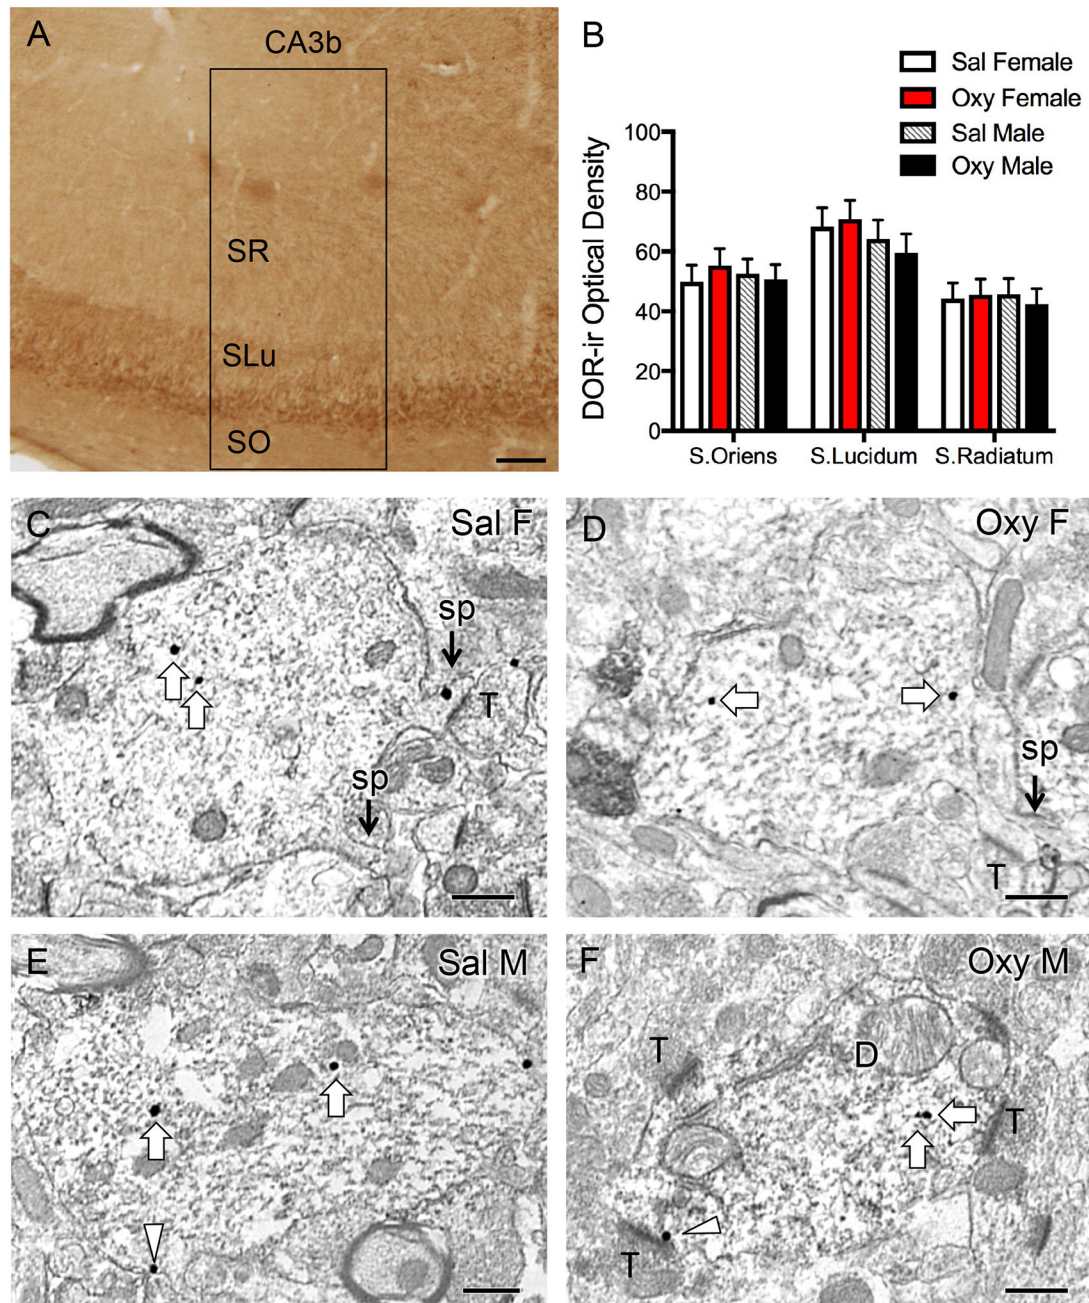 A
CA3b
SR
SLu
SO
B
Sal Female
Oxy Female
Sal Male
Oxy Male
DOR-ir Optical Density
100
80
60
40
20
0
S.Oriens
S.Lucidum
S.Radiatum
C
Sal F
sp
T
sp
D
Oxy F
sp
T
E
Sal M
F
Oxy M
T
D
T
T